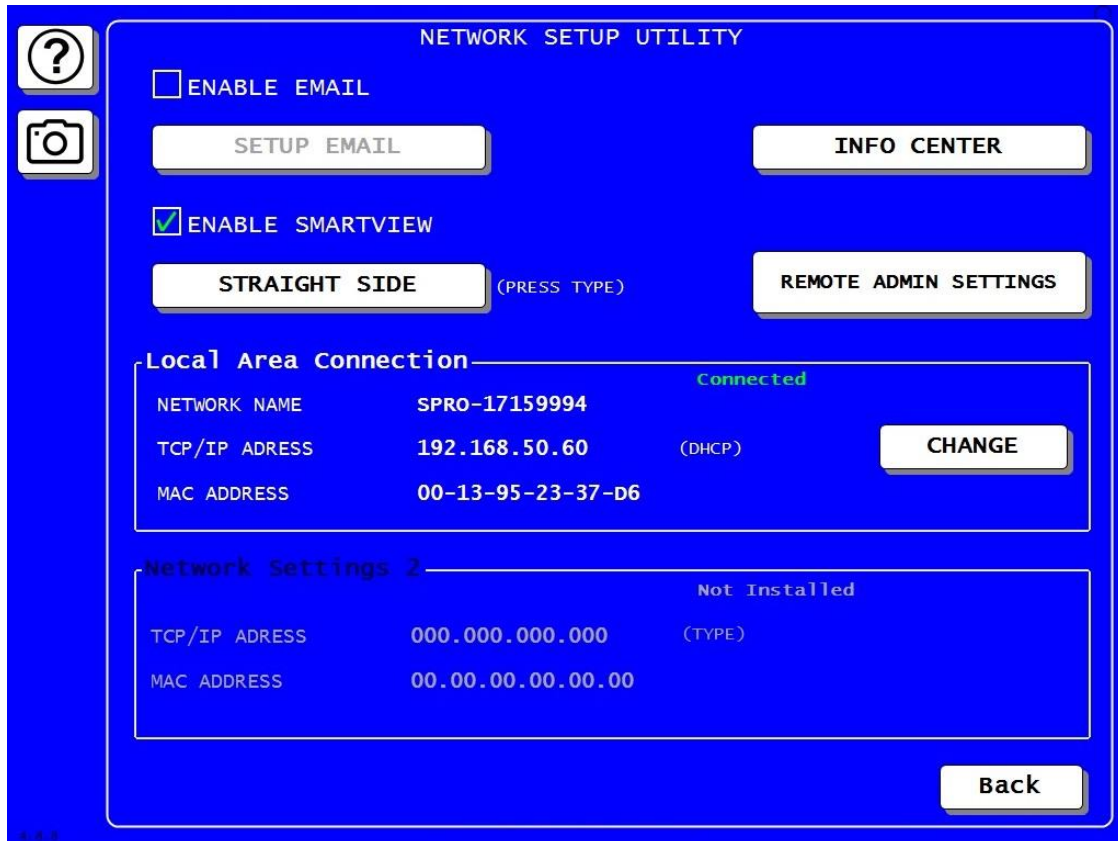 NETWORK SETUP UTILITY
?
ENABLE EMAIL
SETUP EMAIL
INFO CENTER
ENABLE SMARTVIEW
STRAIGHT SIDE
(PRESS TYPE)
REMOTE ADMIN SETTINGS
Local Area Connection
Connected
NETWORK NAME SPRO-17159994
TCP/IP ADRESS 192.168.50.60 (DHCP)
CHANGE
MAC ADDRESS 00-13-95-23-37-D6
Network Settings 2
Not Installed
TCP/IP ADRESS 000.000.000.000 (TYPE)
MAC ADDRESS 00.00.00.00.00.00
Back